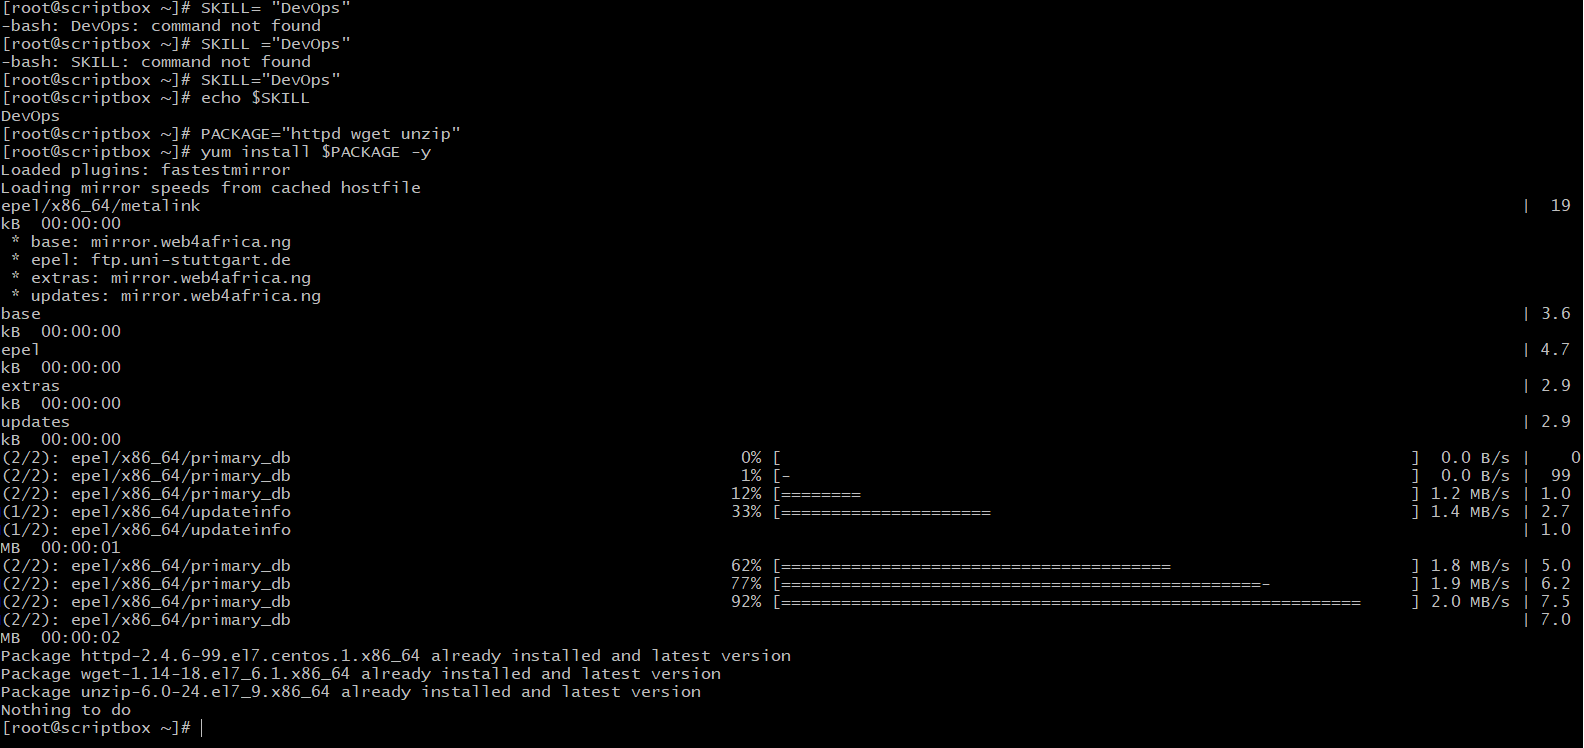 [root@scriptbox ~]# SKILL= "DevOps"
-bash: DevOps: command not found
[root@scriptbox ~]# SKILL ="DevOps"
-bash: SKILL: command not found
[root@scriptbox ~]# SKILL="DevOps"
[root@scriptbox ~]# echo $SKILL
DevOps
[root@scriptbox ~]# PACKAGE="httpd wget unzip"
[root@scriptbox ~]# yum install $PACKAGE -y
Loaded plugins: fastestmirror
Loading mirror speeds from cached hostfile
epel/x86_64/metalink | 19
kB  00:00:00
 * base: mirror.web4africa.ng
 * epel: ftp.uni-stuttgart.de
 * extras: mirror.web4africa.ng
 * updates: mirror.web4africa.ng
base | 3.6
kB  00:00:00
epel | 4.7
kB  00:00:00
extras | 2.9
kB  00:00:00
updates | 2.9
kB  00:00:00
(2/2): epel/x86_64/primary_db 0% [ ] 0.0 B/s | 0
(2/2): epel/x86_64/primary_db 1% [- ] 0.0 B/s | 99
(2/2): epel/x86_64/primary_db 12% [======== ] 1.2 MB/s | 1.0
(1/2): epel/x86_64/updateinfo 33% [===================== ] 1.4 MB/s | 2.7
(1/2): epel/x86_64/updateinfo | 1.0
MB  00:00:01
(2/2): epel/x86_64/primary_db 62% [======================================= ] 1.8 MB/s | 5.0
(2/2): epel/x86_64/primary_db 77% [================================================- ] 1.9 MB/s | 6.2
(2/2): epel/x86_64/primary_db 92% [========================================================== ] 2.0 MB/s | 7.5
(2/2): epel/x86_64/primary_db | 7.0
MB  00:00:02
Package httpd-2.4.6-99.el7.centos.1.x86_64 already installed and latest version
Package wget-1.14-18.el7_6.1.x86_64 already installed and latest version
Package unzip-6.0-24.el7_9.x86_64 already installed and latest version
Nothing to do
[root@scriptbox ~]#